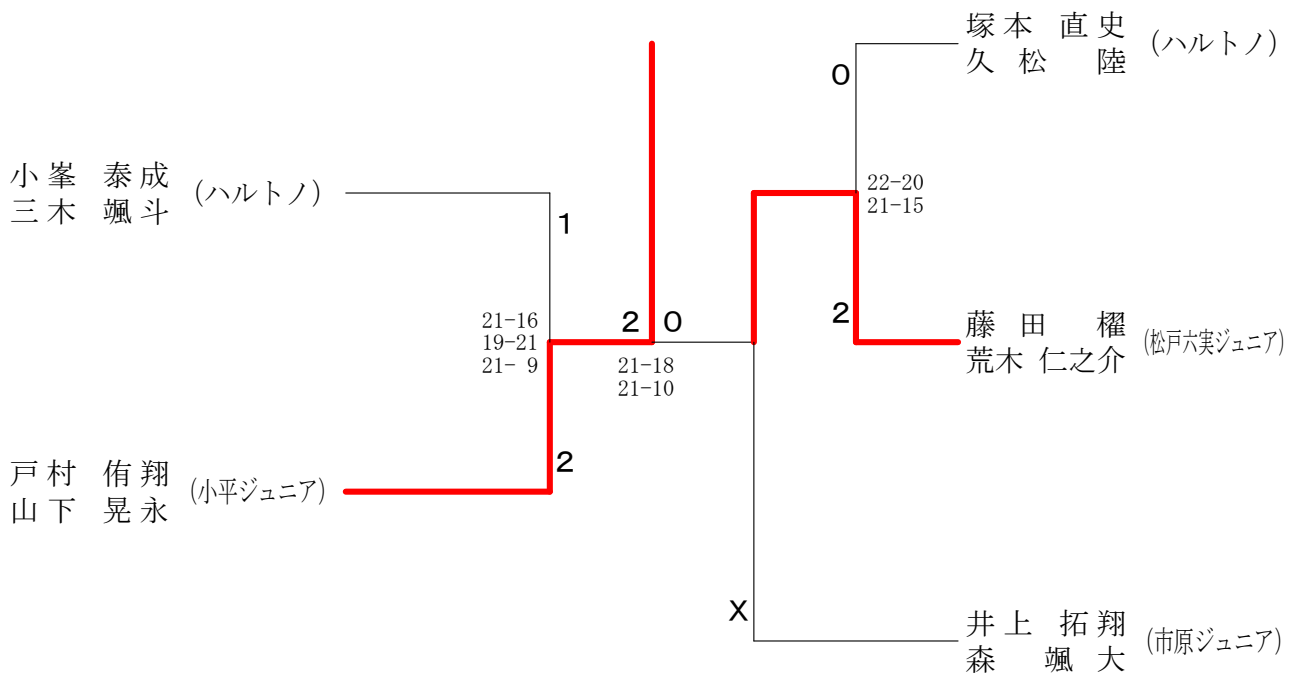 塚本 直史
久松 陸
(ハルトノ)
0
小峯 泰成
三木 颯斗
(ハルトノ)
1
22-20
21-15
21-16
19-21
21- 9
2
0
21-18
21-10
2
藤田 櫂
荒木 仁之介
(松戸六実ジュニア)
戸村 侑翔
山下 晃永
(小平ジュニア)
2
X
井上 拓翔
森 颯大
(市原ジュニア)